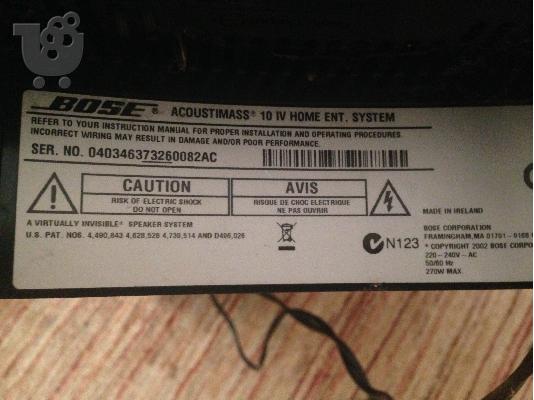 BOSE® ACOUSTIMASS® 10 IV HOME ENT. SYSTEM
REFER TO YOUR INSTRUCTION MANUAL FOR PROPER INSTALLATION AND OPERATING PROCEDURES.
INCORRECT WIRING MAY RESULT IN DAMAGE AND/OR POOR PERFORMANCE.
SER. NO. 040346373260082AC
CAUTION
RISK OF ELECTRIC SHOCK
DO NOT OPEN
AVIS
RISQUE DE CHOC ELECTRIQUE
NE PAS OUVRIR
A VIRTUALLY INVISIBLE® SPEAKER SYSTEM
U.S. PAT. NOS. 4,490,843 4,628,528 4,730,514 AND D406,026
N123
MADE IN IRELAND
BOSE CORPORATION
FRAMINGHAM, MA 01701-9168
© COPYRIGHT 2002 BOSE CORPO
220-240V~AC
50/60 Hz
270W MAX.